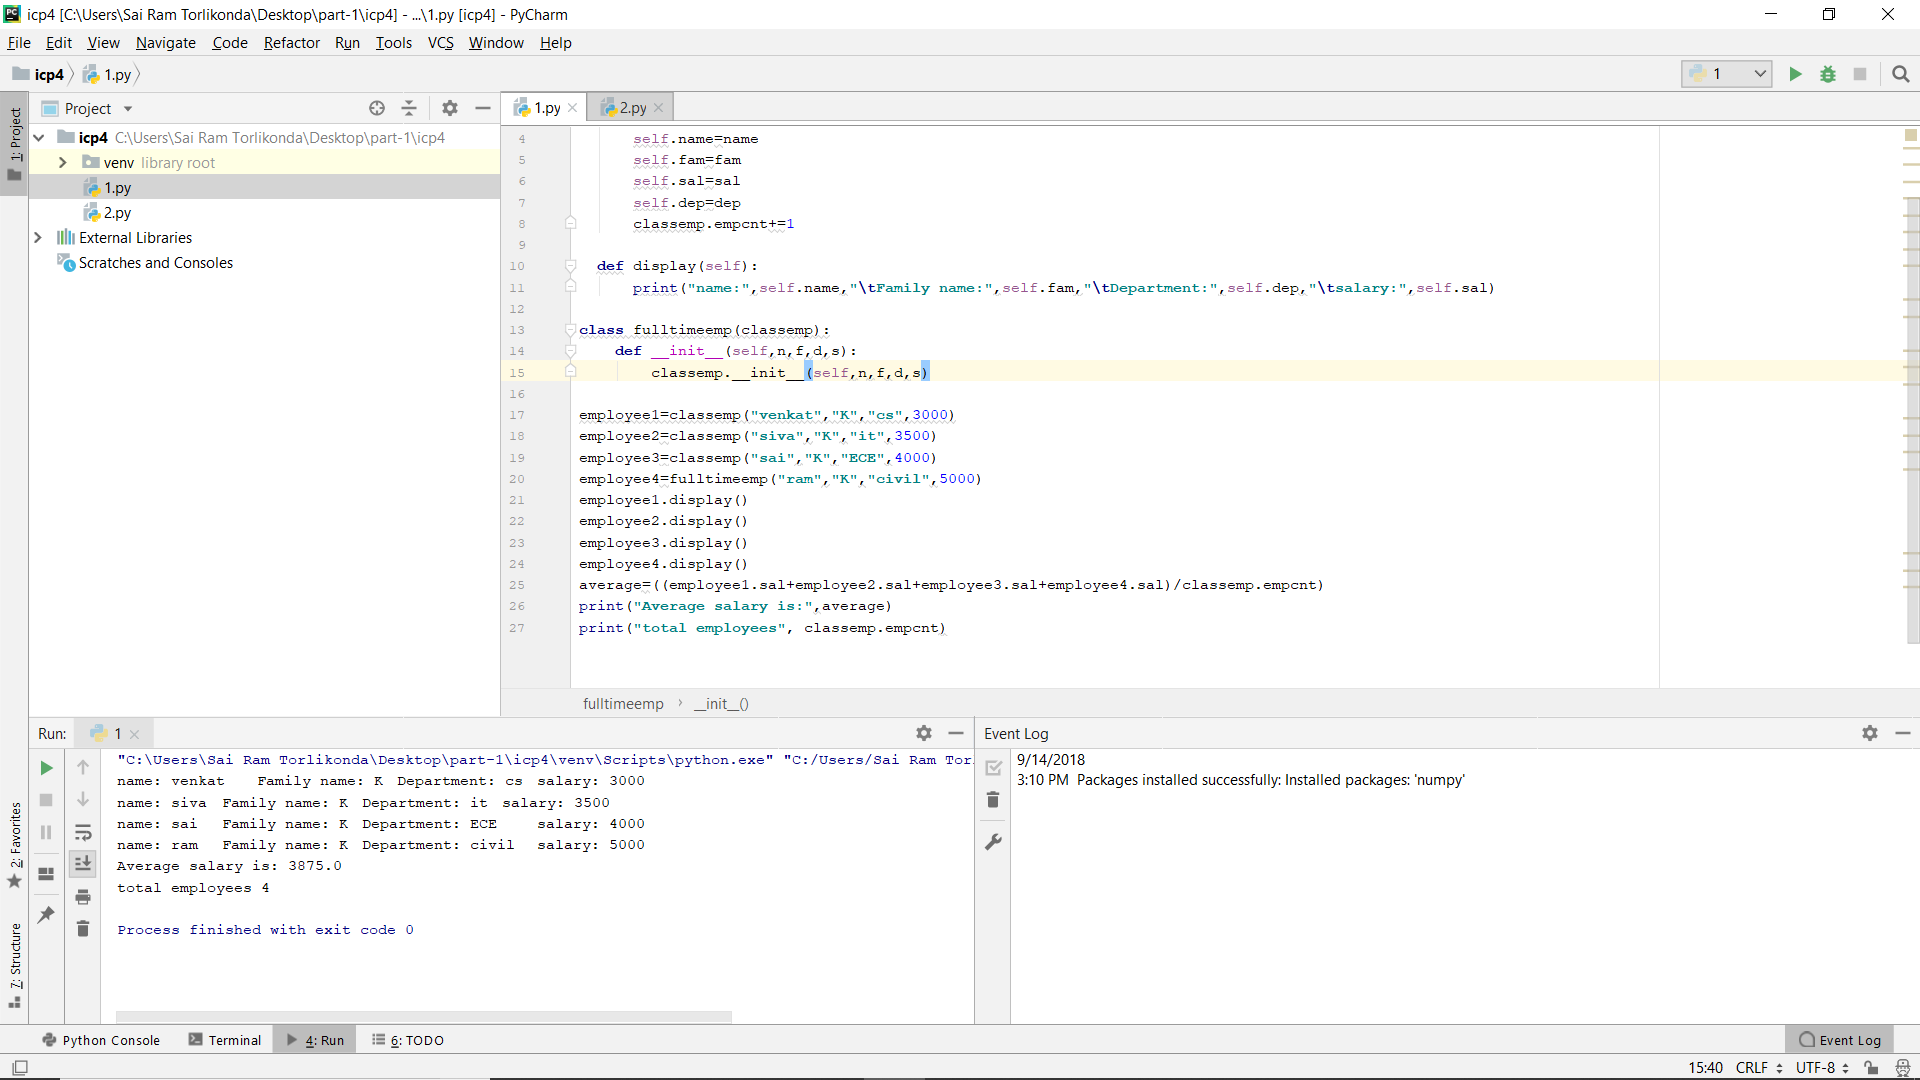 icp4 [C:\Users\Sai Ram Torlikonda\Desktop\part-1\icp4] - ...\1.py [icp4] - PyCharm
File Edit View Navigate Code Refactor Run Tools VCS Window Help
icp4 1.py 1
Project
1.py 2.py
1: Project
icp4 C:\Users\Sai Ram Torlikonda\Desktop\part-1\icp4
venv library root
1.py
2.py
External Libraries
Scratches and Consoles
4 self.name=name
5 self.fam=fam
6 self.sal=sal
7 self.dep=dep
8 classemp.empcnt+=1
9
10 def display(self):
11 print("name:",self.name,"\tFamily name:",self.fam,"\tDepartment:",self.dep,"\tsalary:",self.sal)
12
13 class fulltimeemp(classemp):
14 def __init__(self,n,f,d,s):
15 classemp.__init__(self,n,f,d,s)
16
17 employee1=classemp("venkat","K","cs",3000)
18 employee2=classemp("siva","K","it",3500)
19 employee3=classemp("sai","K","ECE",4000)
20 employee4=fulltimeemp("ram","K","civil",5000)
21 employee1.display()
22 employee2.display()
23 employee3.display()
24 employee4.display()
25 average=((employee1.sal+employee2.sal+employee3.sal+employee4.sal)/classemp.empcnt)
26 print("Average salary is:",average)
27 print("total employees", classemp.empcnt)
fulltimeemp › __init__()
Run: 1
"C:\Users\Sai Ram Torlikonda\Desktop\part-1\icp4\venv\Scripts\python.exe" "C:/Users/Sai Ram Tor
name: venkat Family name: K Department: cs salary: 3000
name: siva Family name: K Department: it salary: 3500
name: sai Family name: K Department: ECE salary: 4000
name: ram Family name: K Department: civil salary: 5000
Average salary is: 3875.0
total employees 4
Process finished with exit code 0
Event Log
9/14/2018
3:10 PM Packages installed successfully: Installed packages: 'numpy'
2: Favorites
7: Structure
Python Console Terminal 4: Run 6: TODO Event Log
15:40 CRLF UTF-8